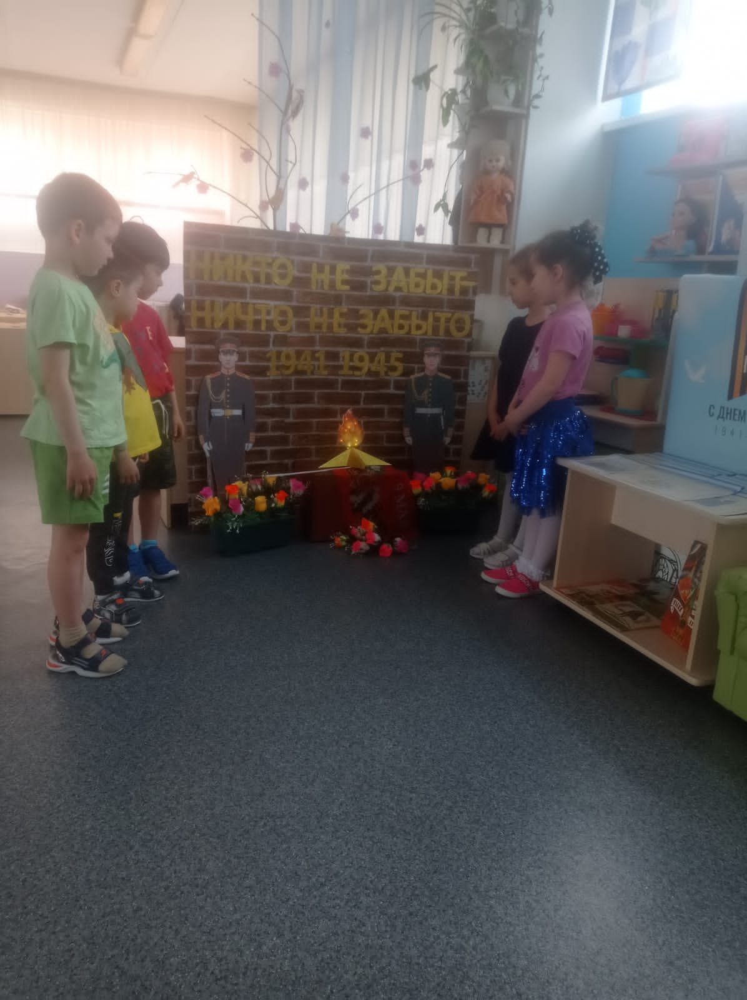 НИКТО НЕ ЗАБЫТ-
НИЧТО НЕ ЗАБЫТО
1941 1945
С ДНЕМ
1941